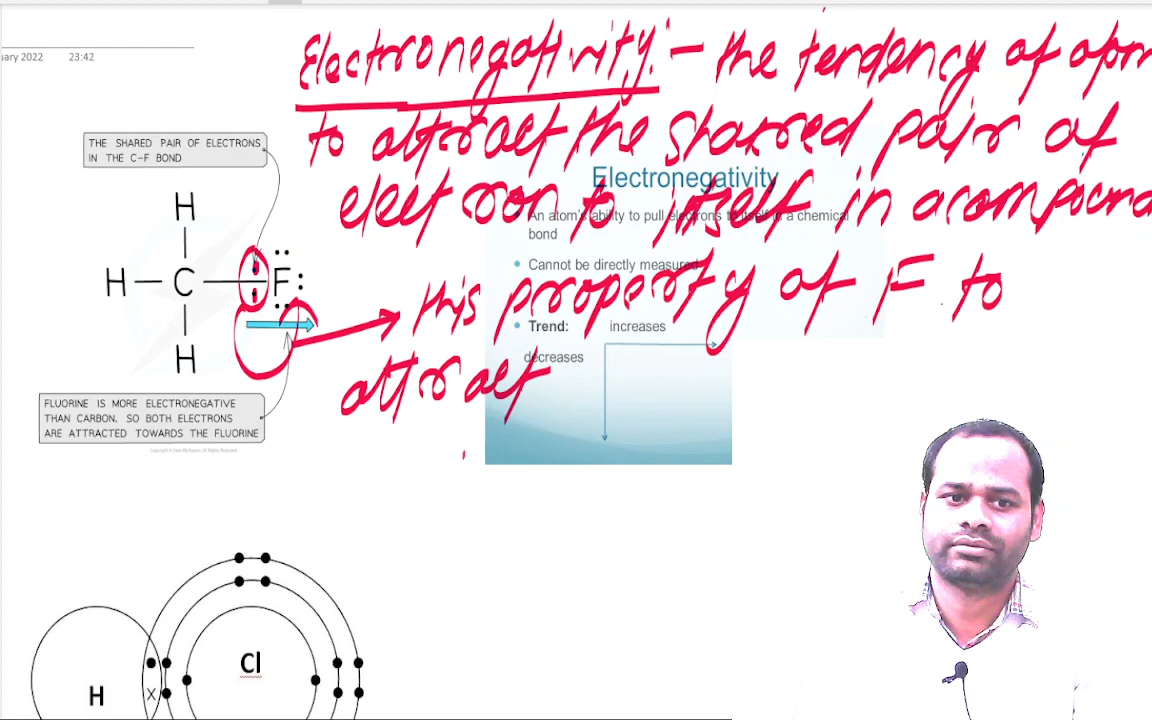 uary 2022 23:42
Electronegativity:- the tendency of atom
to attract the shared pair of
electron to itself in a compound
this property of F to
attract
THE SHARED PAIR OF ELECTRONS
IN THE C-F BOND
H
H C F
H
FLUORINE IS MORE ELECTRONEGATIVE
THAN CARBON, SO BOTH ELECTRONS
ARE ATTRACTED TOWARDS THE FLUORINE
Electronegativity
An atom's ability to pull electrons to itself in a chemical
bond
• Cannot be directly measured
• Trend: increases
decreases
Cl
H X